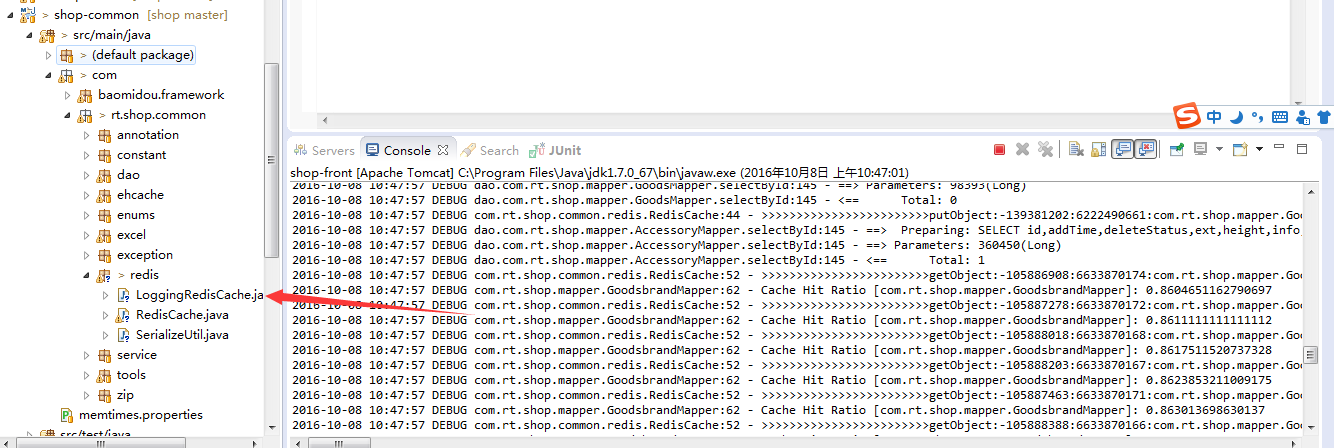 > shop-common [shop master]
> src/main/java
> (default package)
> com
baomidou.framework
> rt.shop.common
annotation
constant
dao
ehcache
enums
excel
exception
> redis
LoggingRedisCache.ja
RedisCache.java
SerializeUtil.java
service
tools
zip
memtimes.properties
src/test/java
中
Servers Console Search JUnit
shop-front [Apache Tomcat] C:\Program Files\Java\jdk1.7.0_67\bin\javaw.exe (2016年10月8日 上午10:47:01)
2016-10-08 10:47:57 DEBUG dao.com.rt.shop.mapper.GoodsMapper.selectById:145 - ==> Parameters: 98393(Long)
2016-10-08 10:47:57 DEBUG dao.com.rt.shop.mapper.GoodsMapper.selectById:145 - <== Total: 0
2016-10-08 10:47:57 DEBUG com.rt.shop.common.redis.RedisCache:44 - >>>>>>>>>>>>>>>>>>>>>>>>putObject:-139381202:6222490661:com.rt.shop.mapper.Goo
2016-10-08 10:47:57 DEBUG dao.com.rt.shop.mapper.AccessoryMapper.selectById:145 - ==> Preparing: SELECT id,addTime,deleteStatus,ext,height,info,
2016-10-08 10:47:57 DEBUG dao.com.rt.shop.mapper.AccessoryMapper.selectById:145 - ==> Parameters: 360450(Long)
2016-10-08 10:47:57 DEBUG dao.com.rt.shop.mapper.AccessoryMapper.selectById:145 - <== Total: 1
2016-10-08 10:47:57 DEBUG com.rt.shop.common.redis.RedisCache:52 - >>>>>>>>>>>>>>>>>>>>>>>>getObject:-105886908:6633870174:com.rt.shop.mapper.Goo
2016-10-08 10:47:57 DEBUG com.rt.shop.mapper.GoodsbrandMapper:62 - Cache Hit Ratio [com.rt.shop.mapper.GoodsbrandMapper]: 0.8604651162790697
2016-10-08 10:47:57 DEBUG com.rt.shop.common.redis.RedisCache:52 - >>>>>>>>>>>>>>>>>>>>>>>>getObject:-105887278:6633870172:com.rt.shop.mapper.Goo
2016-10-08 10:47:57 DEBUG com.rt.shop.mapper.GoodsbrandMapper:62 - Cache Hit Ratio [com.rt.shop.mapper.GoodsbrandMapper]: 0.8611111111111112
2016-10-08 10:47:57 DEBUG com.rt.shop.common.redis.RedisCache:52 - >>>>>>>>>>>>>>>>>>>>>>>>getObject:-105888018:6633870168:com.rt.shop.mapper.Goo
2016-10-08 10:47:57 DEBUG com.rt.shop.mapper.GoodsbrandMapper:62 - Cache Hit Ratio [com.rt.shop.mapper.GoodsbrandMapper]: 0.8617511520737328
2016-10-08 10:47:57 DEBUG com.rt.shop.common.redis.RedisCache:52 - >>>>>>>>>>>>>>>>>>>>>>>>getObject:-105888203:6633870167:com.rt.shop.mapper.Goo
2016-10-08 10:47:57 DEBUG com.rt.shop.mapper.GoodsbrandMapper:62 - Cache Hit Ratio [com.rt.shop.mapper.GoodsbrandMapper]: 0.8623853211009175
2016-10-08 10:47:57 DEBUG com.rt.shop.common.redis.RedisCache:52 - >>>>>>>>>>>>>>>>>>>>>>>>getObject:-105887463:6633870171:com.rt.shop.mapper.Goo
2016-10-08 10:47:57 DEBUG com.rt.shop.mapper.GoodsbrandMapper:62 - Cache Hit Ratio [com.rt.shop.mapper.GoodsbrandMapper]: 0.863013698630137
2016-10-08 10:47:57 DEBUG com.rt.shop.common.redis.RedisCache:52 - >>>>>>>>>>>>>>>>>>>>>>>>getObject:-105888388:6633870166:com.rt.shop.mapper.Goo